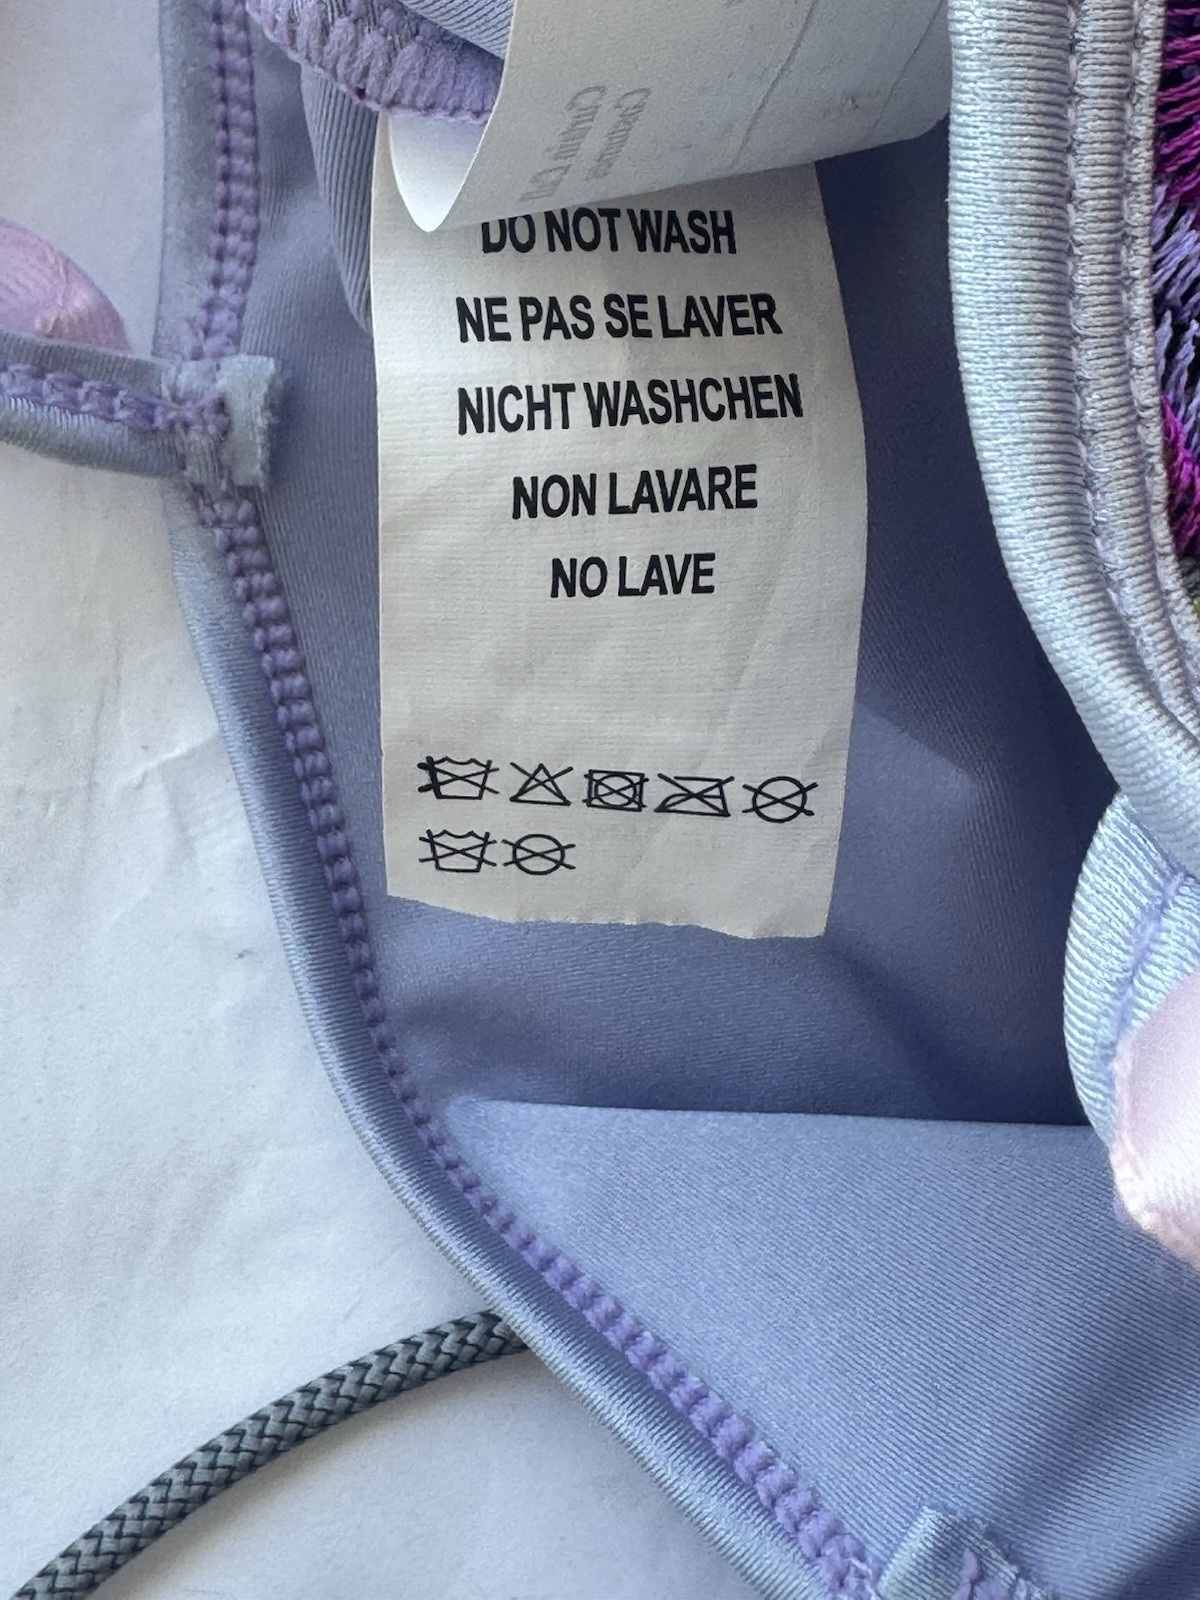 DO NOT WASH
NE PAS SE LAVER
NICHT WASHCHEN
NON LAVARE
NO LAVE